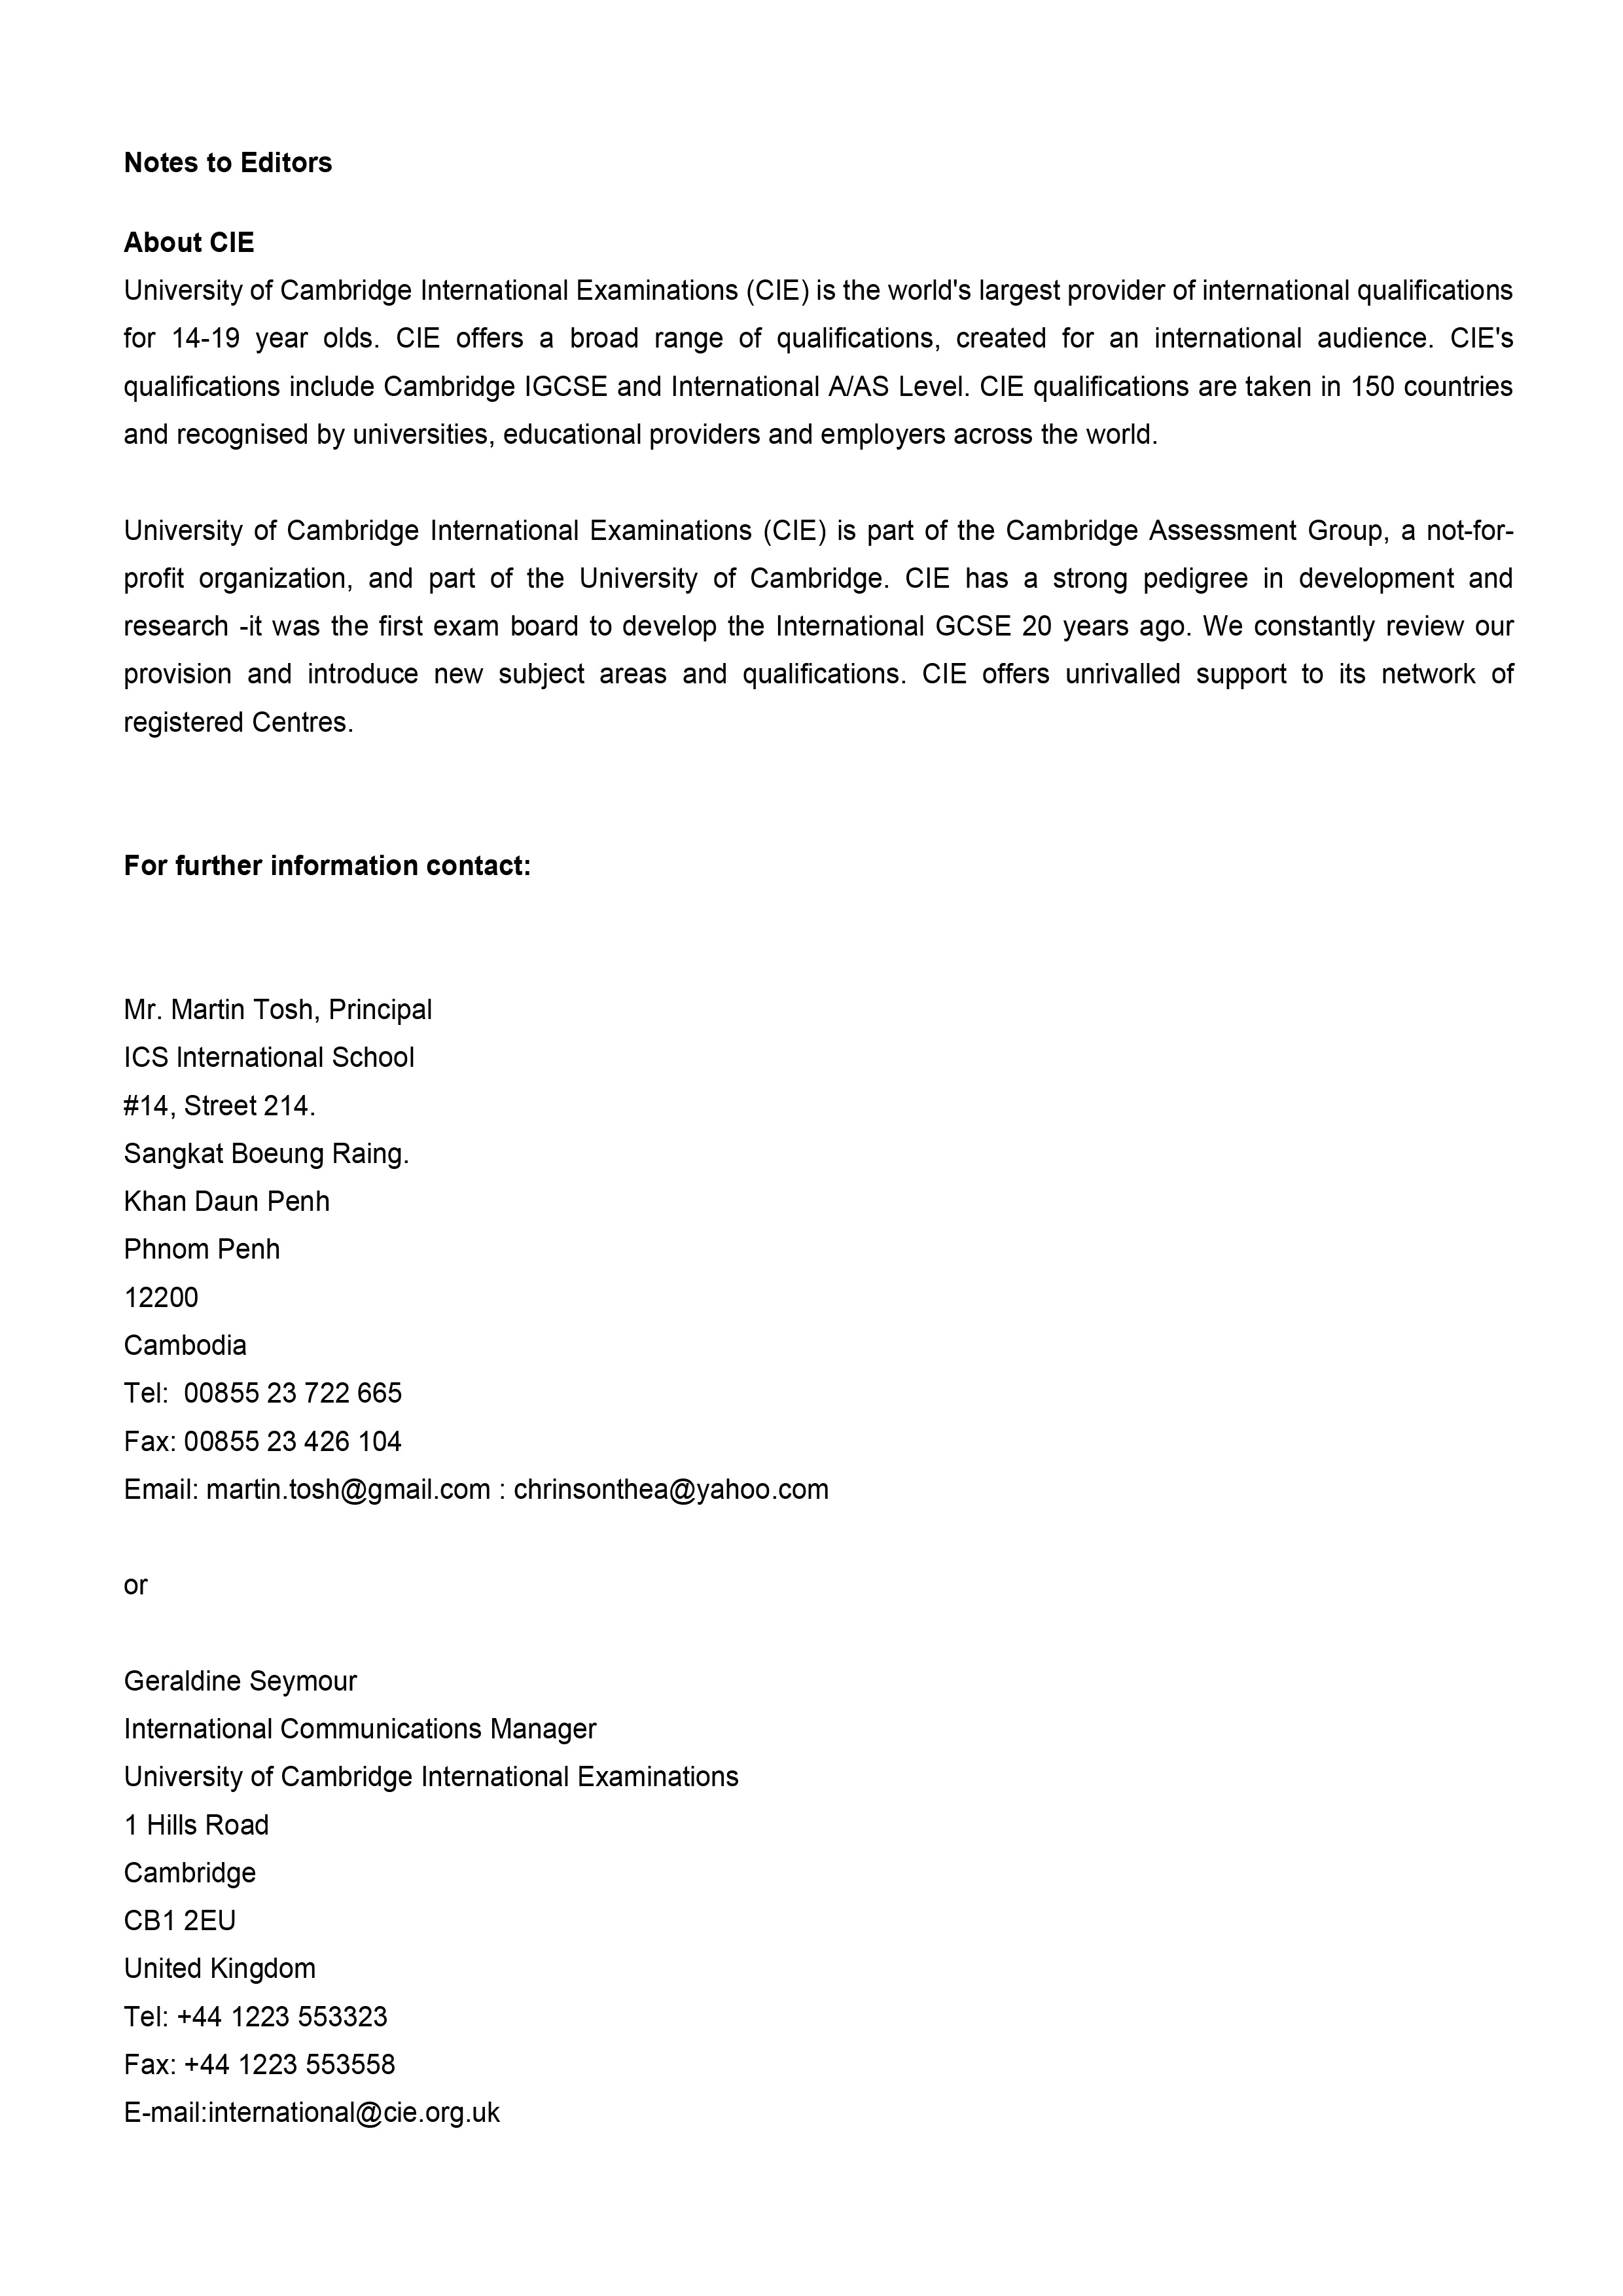 Notes to Editors
About CIE
University of Cambridge International Examinations (CIE) is the world's largest provider of international qualifications
for 14-19 year olds. CIE offers a broad range of qualifications, created for an international audience. CIE's
qualifications include Cambridge IGCSE and International A/AS Level. CIE qualifications are taken in 150 countries
and recognised by universities, educational providers and employers across the world.
University of Cambridge International Examinations (CIE) is part of the Cambridge Assessment Group, a not-for-
profit organization, and part of the University of Cambridge. CIE has a strong pedigree in development and
research -it was the first exam board to develop the International GCSE 20 years ago. We constantly review our
provision and introduce new subject areas and qualifications. CIE offers unrivalled support to its network of
registered Centres.
For further information contact:
Mr. Martin Tosh, Principal
ICS International School
#14, Street 214.
Sangkat Boeung Raing.
Khan Daun Penh
Phnom Penh
12200
Cambodia
Tel:  00855 23 722 665
Fax: 00855 23 426 104
Email: martin.tosh@gmail.com : chrinsonthea@yahoo.com
or
Geraldine Seymour
International Communications Manager
University of Cambridge International Examinations
1 Hills Road
Cambridge
CB1 2EU
United Kingdom
Tel: +44 1223 553323
Fax: +44 1223 553558
E-mail:international@cie.org.uk